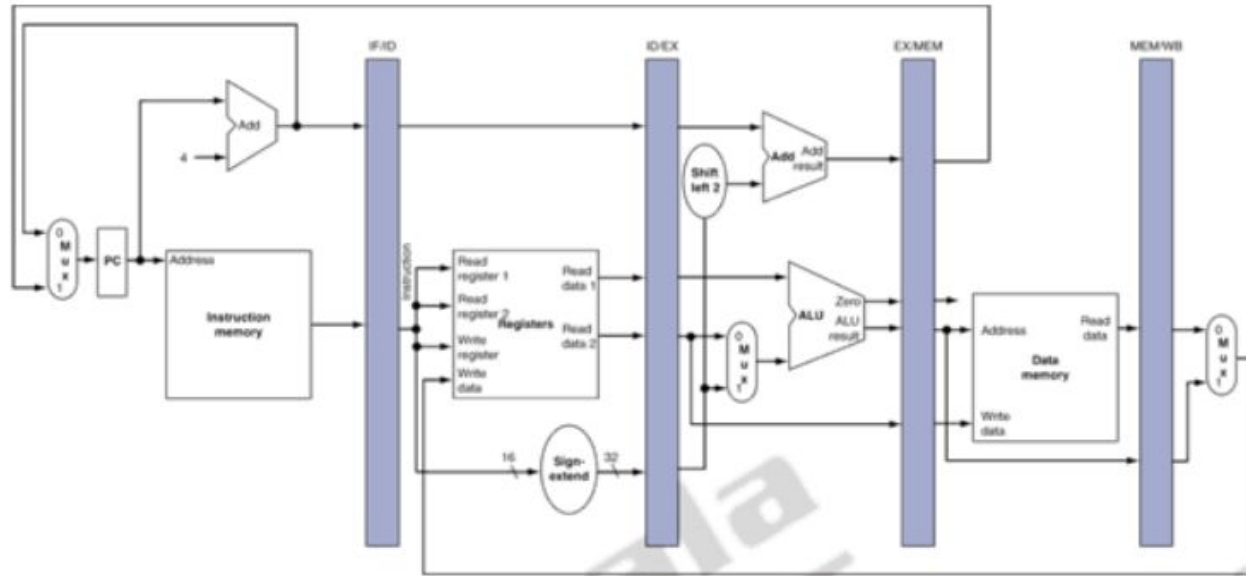 IF/ID
ID/EX
EX/MEM
MEM/WB
Add
4
Add Add
result
Shift
left 2
0
M
u
x
1
PC
Address
Instruction
memory
Instruction
Read
register 1
Read
register 2
Registers
Write
register
Write
data
Read
data 1
Read
data 2
0
M
u
x
1
ALU
Zero
ALU
result
Address
Read
data
Data
memory
Write
data
0
M
u
x
1
16
Sign-
extend
32